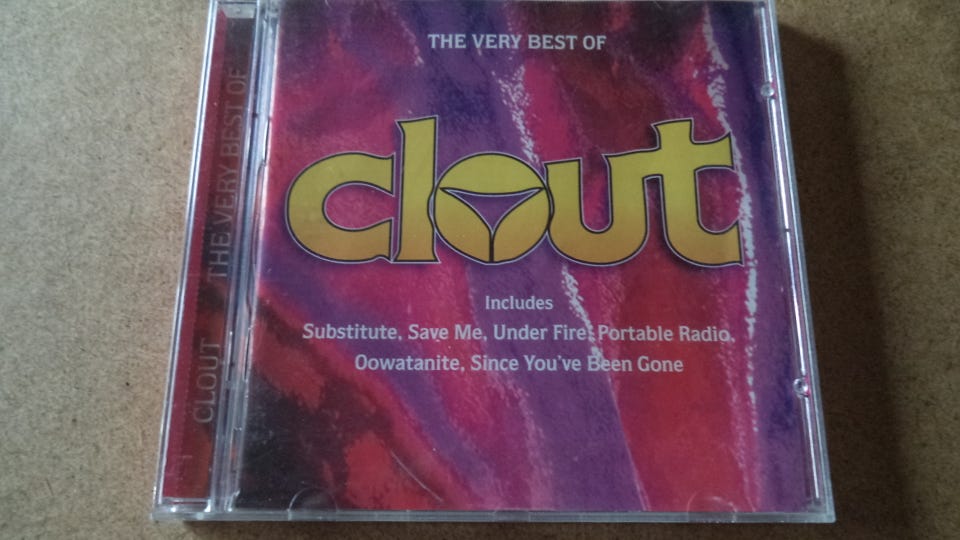 THE VERY BEST OF
clout
Includes
Substitute, Save Me, Under Fire, Portable Radio,
Oowatanite, Since You've Been Gone
CLOUT THE VERY BEST OF